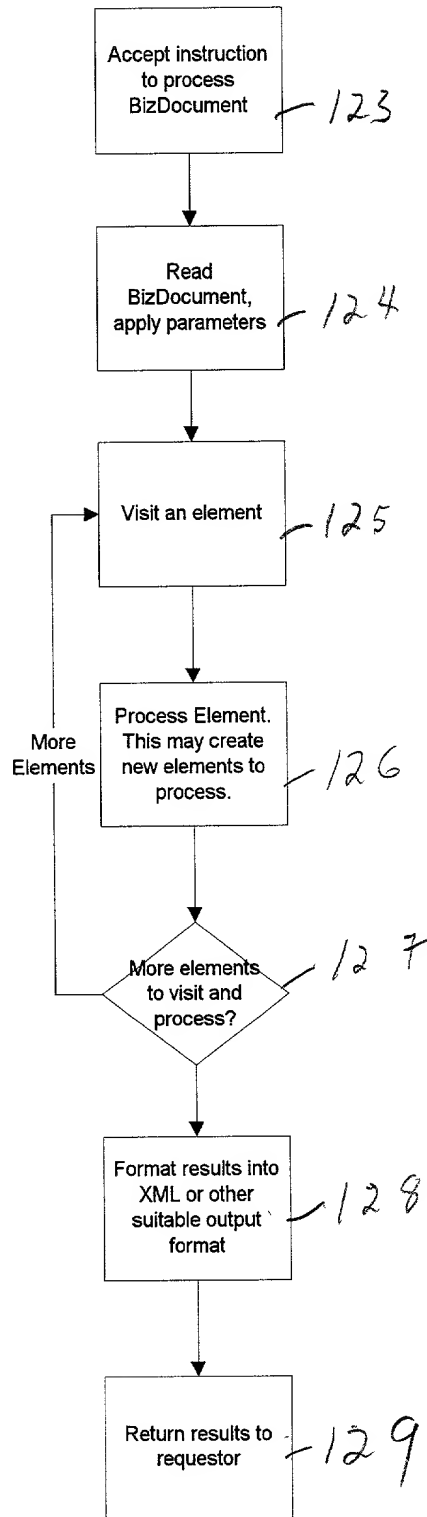 Accept instruction
to process
BizDocument
123
Read
BizDocument,
apply parameters
124
Visit an element
125
Process Element.
This may create
new elements to
process.
126
More
Elements
More elements
to visit and
process?
127
Format results into
XML or other
suitable output
format
128
Return results to
requestor
129